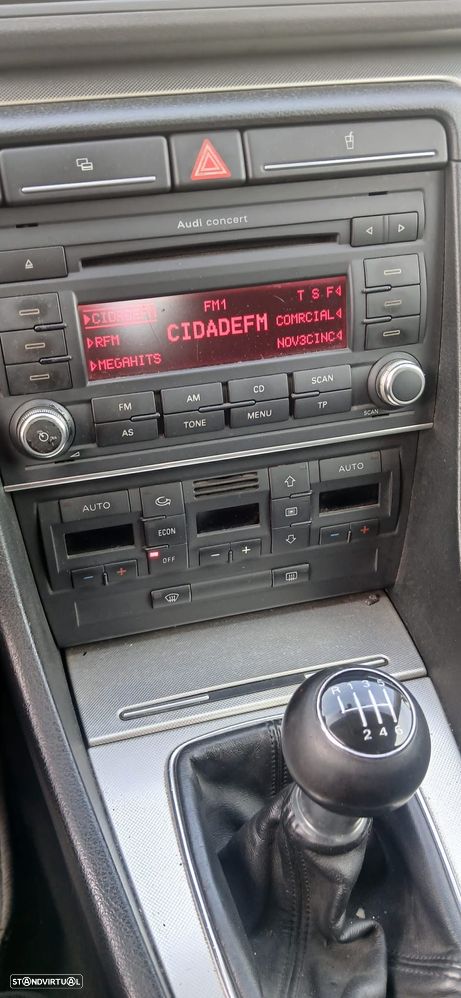 Audi concert
CIDADEFM FM1 T S F
RFM CIDADEFM COMRCIAL
MEGAHITS NOV3CINC
FM AM CD SCAN
AS TONE MENU TP SCAN
AUTO AUTO
ECON
OFF
- + - + - +
R 1 3 5
2 4 6
STANDVIRTUAL